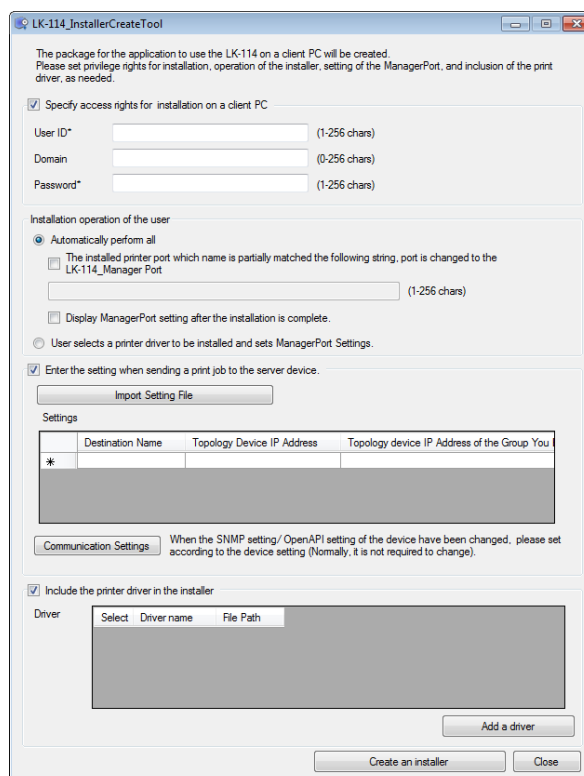 LK-114_InstallerCreateTool
The package for the application to use the LK-114 on a client PC will be created.
Please set privilege rights for installation, operation of the installer, setting of the ManagerPort, and inclusion of the print
driver, as needed.
Specify access rights for installation on a client PC
User ID* (1-256 chars)
Domain (0-256 chars)
Password* (1-256 chars)
Installation operation of the user
Automatically perform all
The installed printer port which name is partially matched the following string, port is changed to the
LK-114_Manager Port
(1-256 chars)
Display ManagerPort setting after the installation is complete.
User selects a printer driver to be installed and sets ManagerPort Settings.
Enter the setting when sending a print job to the server device.
Import Setting File
Settings
Destination Name Topology Device IP Address Topology device IP Address of the Group You
Communication Settings
When the SNMP setting/ OpenAPI setting of the device have been changed, please set
according to the device setting (Normally, it is not required to change).
Include the printer driver in the installer
Driver
Select Driver name File Path
Add a driver
Create an installer Close